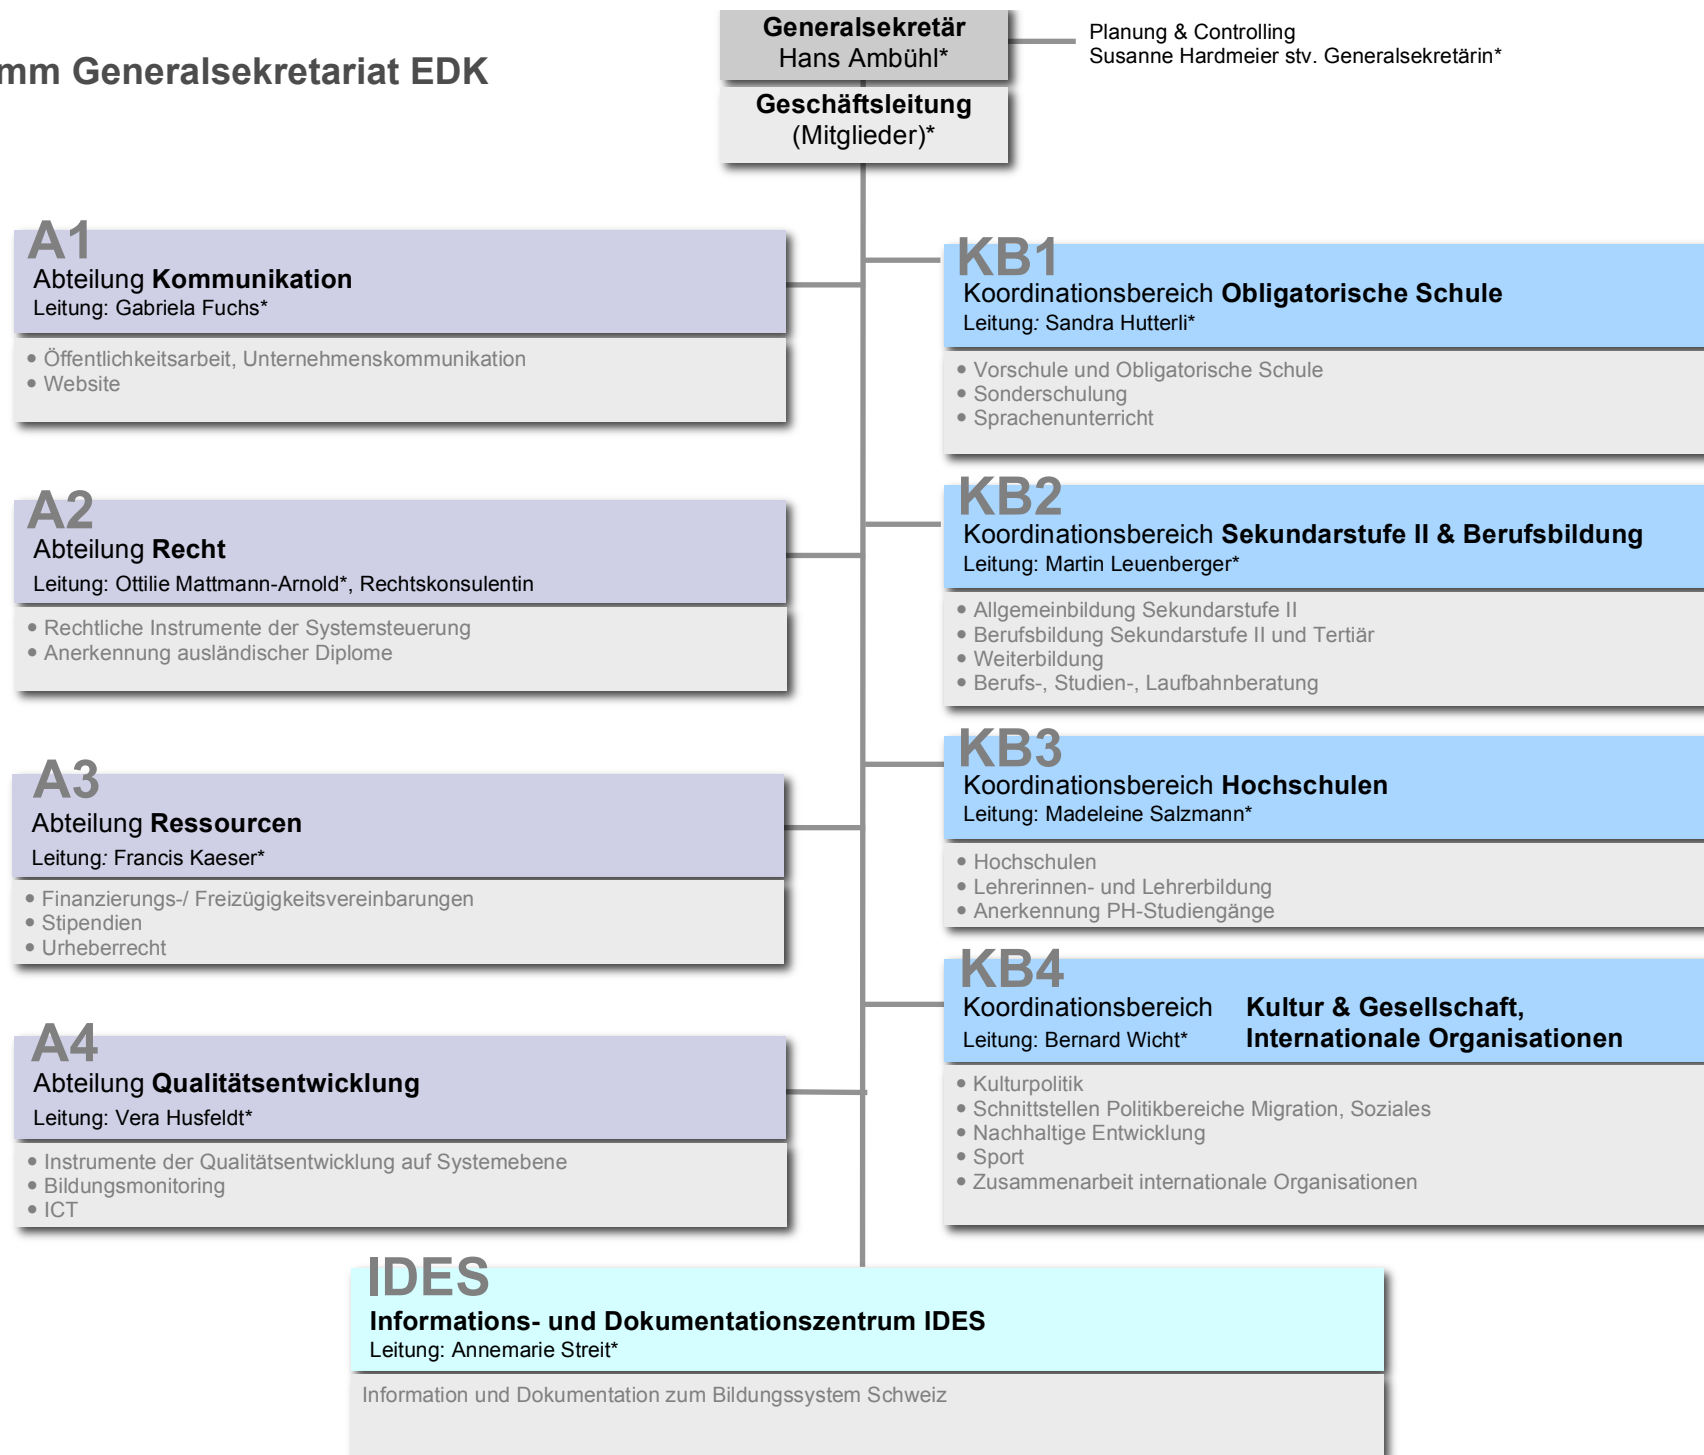 Generalsekretär
Hans Ambühl*
Planung & Controlling
Susanne Hardmeier stv. Generalsekretärin*
mm Generalsekretariat EDK
Geschäftsleitung
(Mitglieder)*
A1
Abteilung Kommunikation
Leitung: Gabriela Fuchs*
• Öffentlichkeitsarbeit, Unternehmenskommunikation
• Website
A2
Abteilung Recht
Leitung: Ottilie Mattmann-Arnold*, Rechtskonsulentin
• Rechtliche Instrumente der Systemsteuerung
• Anerkennung ausländischer Diplome
A3
Abteilung Ressourcen
Leitung: Francis Kaeser*
• Finanzierungs-/ Freizügigkeitsvereinbarungen
• Stipendien
• Urheberrecht
A4
Abteilung Qualitätsentwicklung
Leitung: Vera Husfeldt*
• Instrumente der Qualitätsentwicklung auf Systemebene
• Bildungsmonitoring
• ICT
KB1
Koordinationsbereich Obligatorische Schule
Leitung: Sandra Hutterli*
• Vorschule und Obligatorische Schule
• Sonderschulung
• Sprachenunterricht
KB2
Koordinationsbereich Sekundarstufe II & Berufsbildung
Leitung: Martin Leuenberger*
• Allgemeinbildung Sekundarstufe II
• Berufsbildung Sekundarstufe II und Tertiär
• Weiterbildung
• Berufs-, Studien-, Laufbahnberatung
KB3
Koordinationsbereich Hochschulen
Leitung: Madeleine Salzmann*
• Hochschulen
• Lehrerinnen- und Lehrerbildung
• Anerkennung PH-Studiengänge
KB4
Koordinationsbereich Kultur & Gesellschaft,
Leitung: Bernard Wicht* Internationale Organisationen
• Kulturpolitik
• Schnittstellen Politikbereiche Migration, Soziales
• Nachhaltige Entwicklung
• Sport
• Zusammenarbeit internationale Organisationen
IDES
Informations- und Dokumentationszentrum IDES
Leitung: Annemarie Streit*
Information und Dokumentation zum Bildungssystem Schweiz